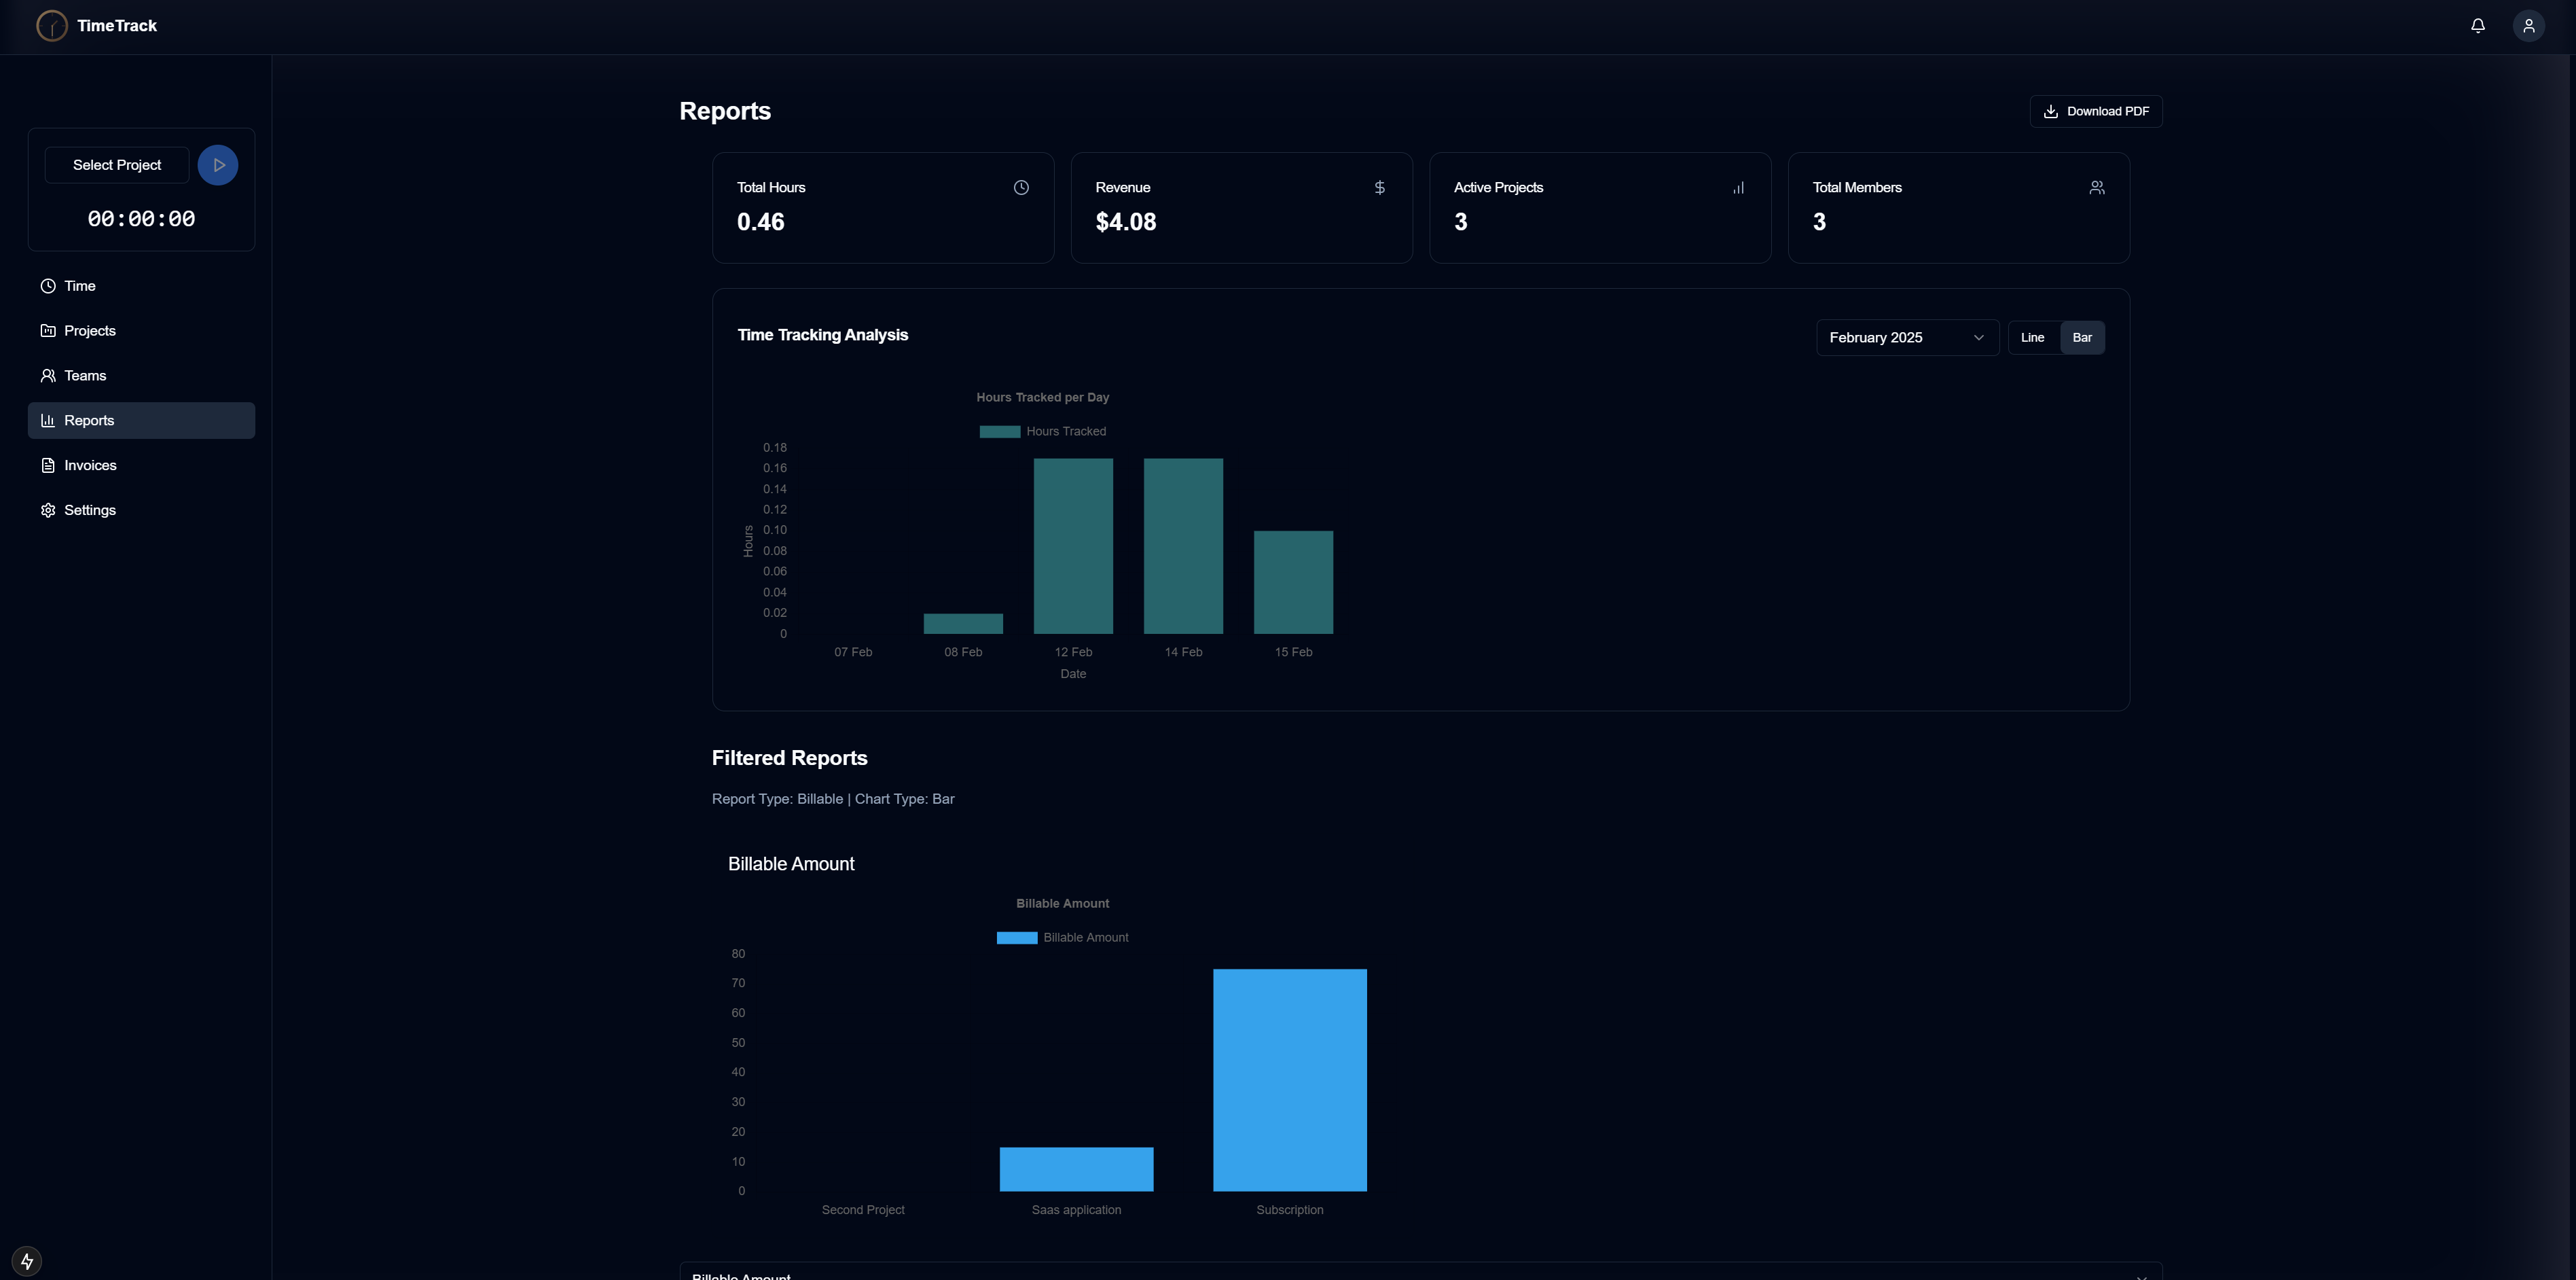 TimeTrack
Select Project
00:00:00
Time
Projects
Teams
Reports
Invoices
Settings
Reports
Download PDF
Total Hours
0.46
Revenue
$4.08
Active Projects
3
Total Members
3
Time Tracking Analysis
February 2025
Line
Bar
Hours Tracked per Day
Hours Tracked
0.18
0.16
0.14
0.12
0.10
0.08
0.06
0.04
0.02
0
Hours
07 Feb
08 Feb
12 Feb
14 Feb
15 Feb
Date
Filtered Reports
Report Type: Billable | Chart Type: Bar
Billable Amount
Billable Amount
Billable Amount
80
70
60
50
40
30
20
10
0
Second Project
Saas application
Subscription
Billable Amount